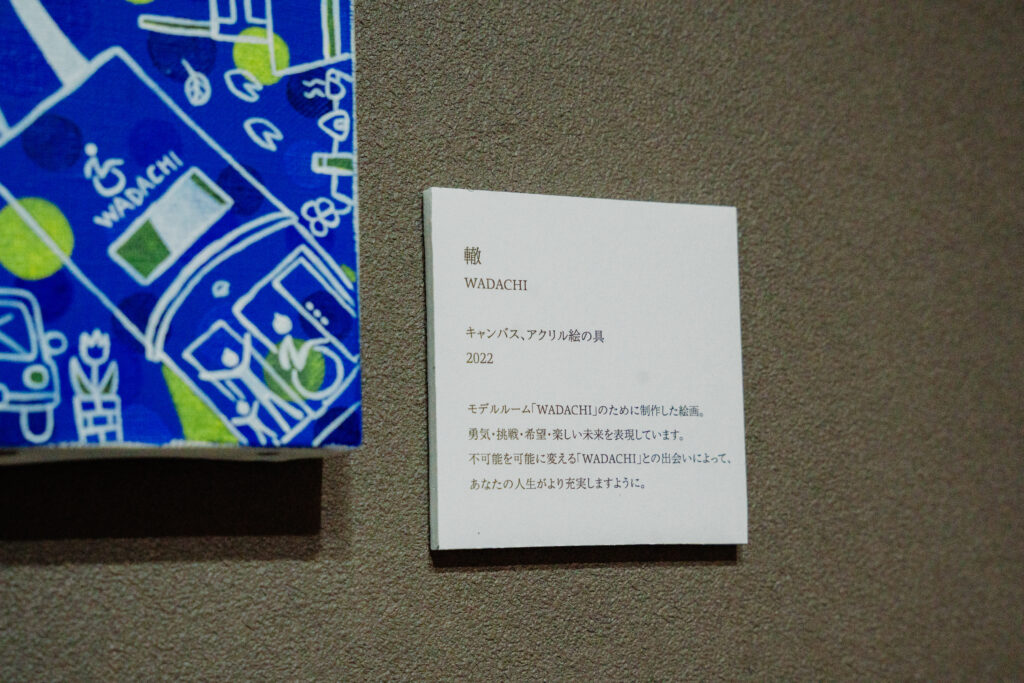 WADACHI
轍
WADACHI
キャンバス、アクリル絵の具
2022
モデルルーム「WADACHI」のために制作した絵画。
勇気・挑戦・希望・楽しい未来を表現しています。
不可能を可能に変える「WADACHI」との出会いによって、
あなたの人生がより充実しますように。